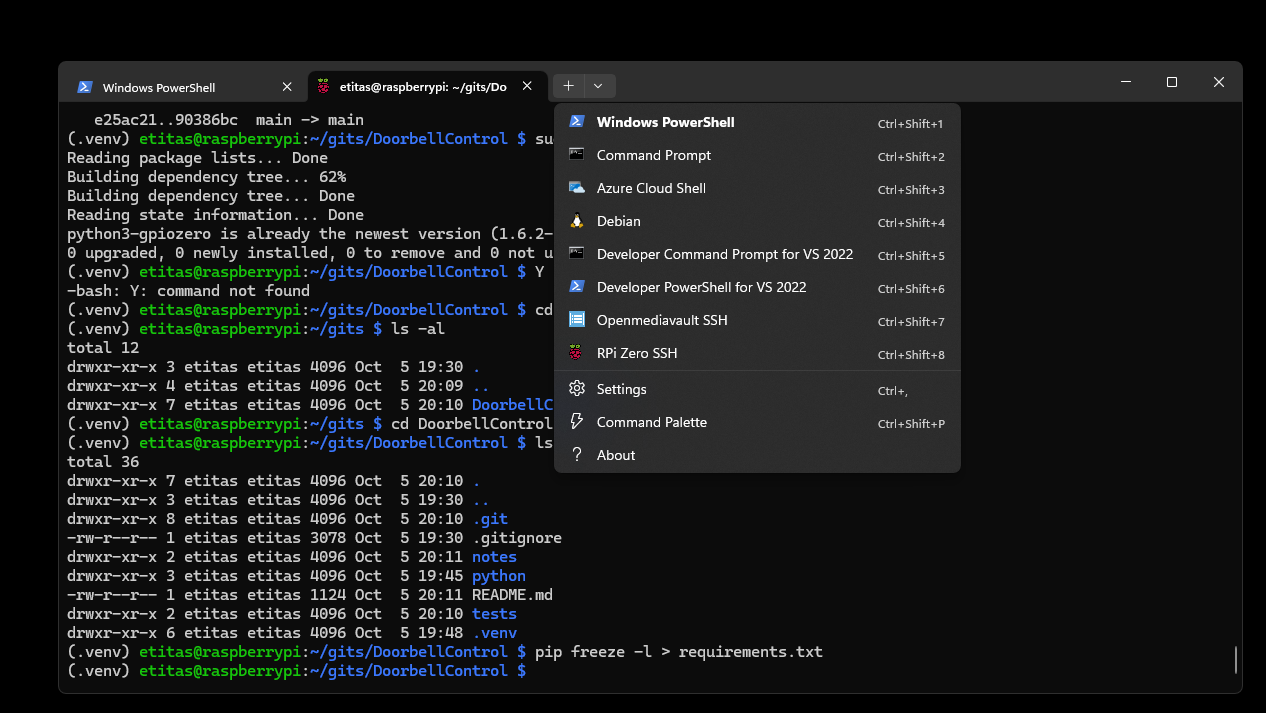 Windows PowerShell
etitas@raspberrypi: ~/gits/Do
e25ac21..90386bc  main -> main
(.venv) etitas@raspberrypi:~/gits/DoorbellControl $ su
Reading package lists... Done
Building dependency tree... 62%
Building dependency tree... Done
Reading state information... Done
python3-gpiozero is already the newest version (1.6.2-
0 upgraded, 0 newly installed, 0 to remove and 0 not u
(.venv) etitas@raspberrypi:~/gits/DoorbellControl $ Y
-bash: Y: command not found
(.venv) etitas@raspberrypi:~/gits/DoorbellControl $ cd
(.venv) etitas@raspberrypi:~/gits $ ls -al
total 12
drwxr-xr-x 3 etitas etitas 4096 Oct  5 19:30 .
drwxr-xr-x 4 etitas etitas 4096 Oct  5 20:09 ..
drwxr-xr-x 7 etitas etitas 4096 Oct  5 20:10 DoorbellC
(.venv) etitas@raspberrypi:~/gits $ cd DoorbellControl
(.venv) etitas@raspberrypi:~/gits/DoorbellControl $ ls
total 36
drwxr-xr-x 7 etitas etitas 4096 Oct  5 20:10 .
drwxr-xr-x 3 etitas etitas 4096 Oct  5 19:30 ..
drwxr-xr-x 8 etitas etitas 4096 Oct  5 20:10 .git
-rw-r--r-- 1 etitas etitas 3078 Oct  5 19:30 .gitignore
drwxr-xr-x 2 etitas etitas 4096 Oct  5 20:11 notes
drwxr-xr-x 3 etitas etitas 4096 Oct  5 19:45 python
-rw-r--r-- 1 etitas etitas 1124 Oct  5 20:11 README.md
drwxr-xr-x 2 etitas etitas 4096 Oct  5 20:10 tests
drwxr-xr-x 6 etitas etitas 4096 Oct  5 19:48 .venv
(.venv) etitas@raspberrypi:~/gits/DoorbellControl $ pip freeze -l > requirements.txt
(.venv) etitas@raspberrypi:~/gits/DoorbellControl $
Windows PowerShell Ctrl+Shift+1
Command Prompt Ctrl+Shift+2
Azure Cloud Shell Ctrl+Shift+3
Debian Ctrl+Shift+4
Developer Command Prompt for VS 2022 Ctrl+Shift+5
Developer PowerShell for VS 2022 Ctrl+Shift+6
Openmediavault SSH Ctrl+Shift+7
RPi Zero SSH Ctrl+Shift+8
Settings Ctrl+,
Command Palette Ctrl+Shift+P
About